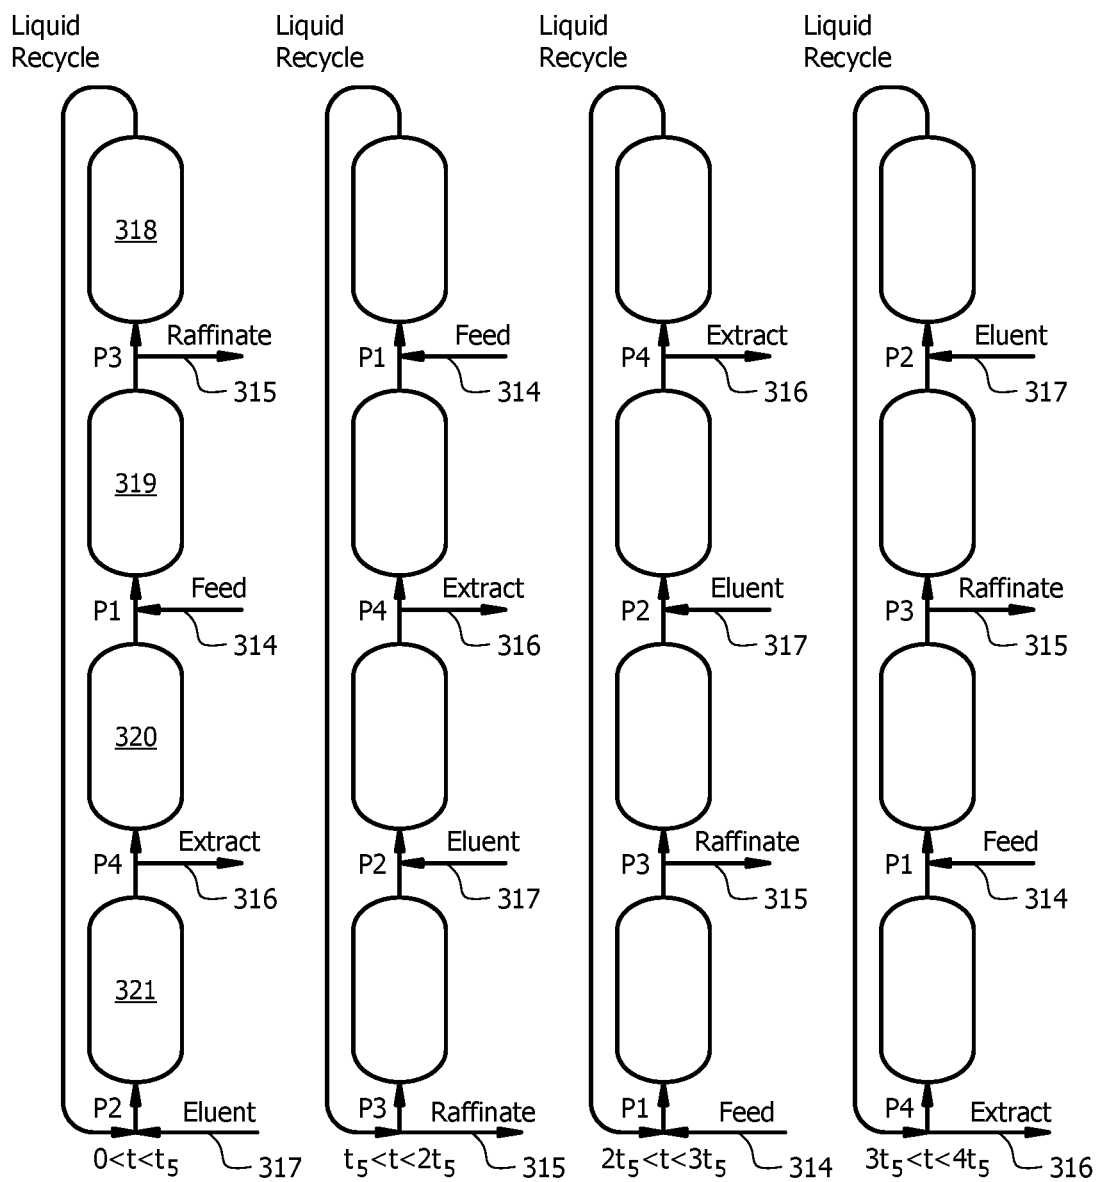 Liquid
Recycle
Liquid
Recycle
Liquid
Recycle
Liquid
Recycle
318
P3
Raffinate
315
P1
Feed
314
P4
Extract
316
P2
Eluent
317
319
P1
Feed
314
P4
Extract
316
P2
Eluent
317
P3
Raffinate
315
320
P4
Extract
316
P2
Eluent
317
P3
Raffinate
315
P1
Feed
314
321
P2
Eluent
317
P3
Raffinate
315
P1
Feed
314
P4
Extract
316
0<t<t5
t5<t<2t5
2t5<t<3t5
3t5<t<4t5